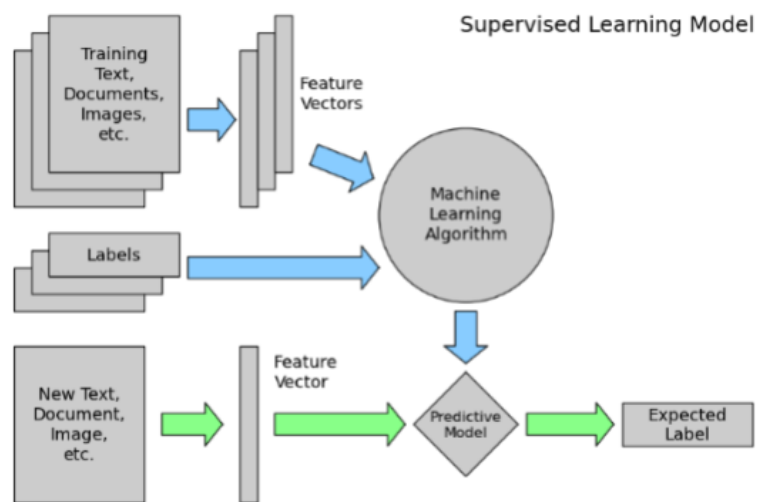 Supervised Learning Model
Training
Text,
Documents,
Images,
etc.
Feature
Vectors
Machine
Learning
Algorithm
Labels
New Text,
Document,
Image,
etc.
Feature
Vector
Predictive
Model
Expected
Label